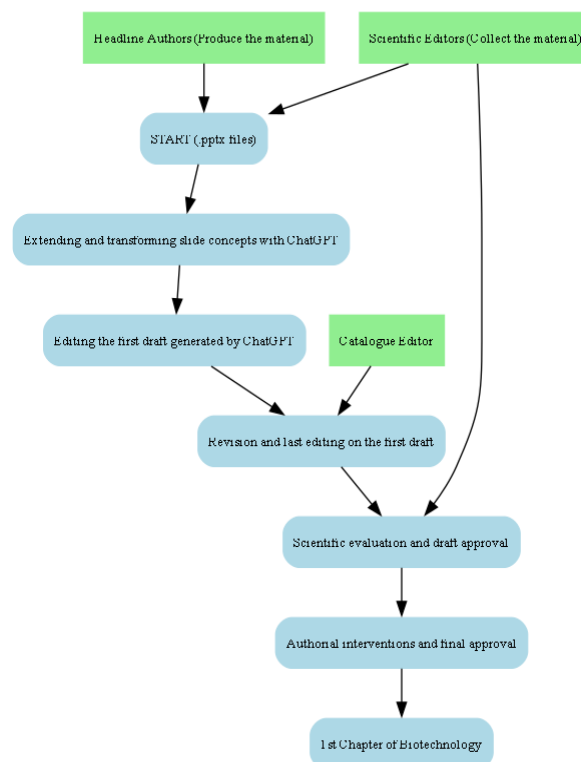 Headline Authors (Produce the material)
Scientific Editors (Collect the material)
START (.pptx files)
Extending and transforming slide concepts with ChatGPT
Editing the first draft generated by ChatGPT
Catalogue Editor
Revision and last editing on the first draft
Scientific evaluation and draft approval
Authorial interventions and final approval
1st Chapter of Biotechnology